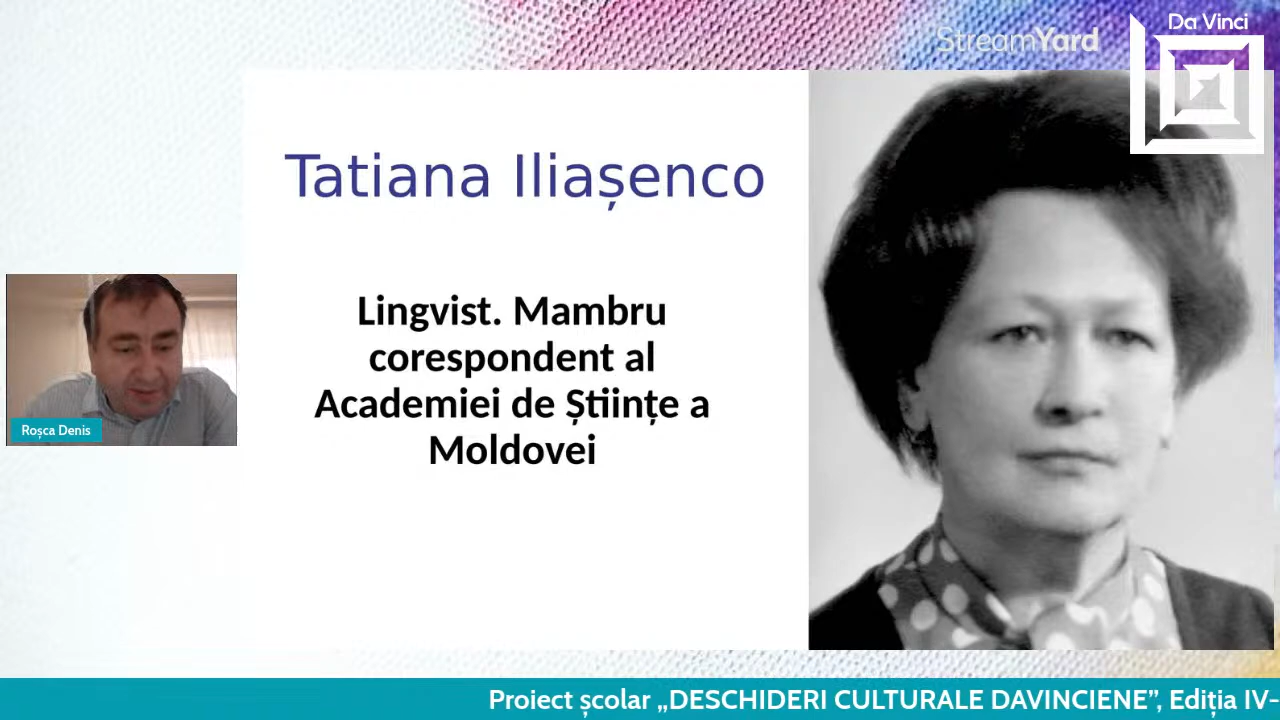 Da Vinci
StreamYard
Tatiana Iliașenco
Lingvist. Mambru
corespondent al
Academiei de Științe a
Moldovei
Roșca Denis
Proiect școlar „DESCHIDERI CULTURALE DAVINCIENE”, Ediția IV-